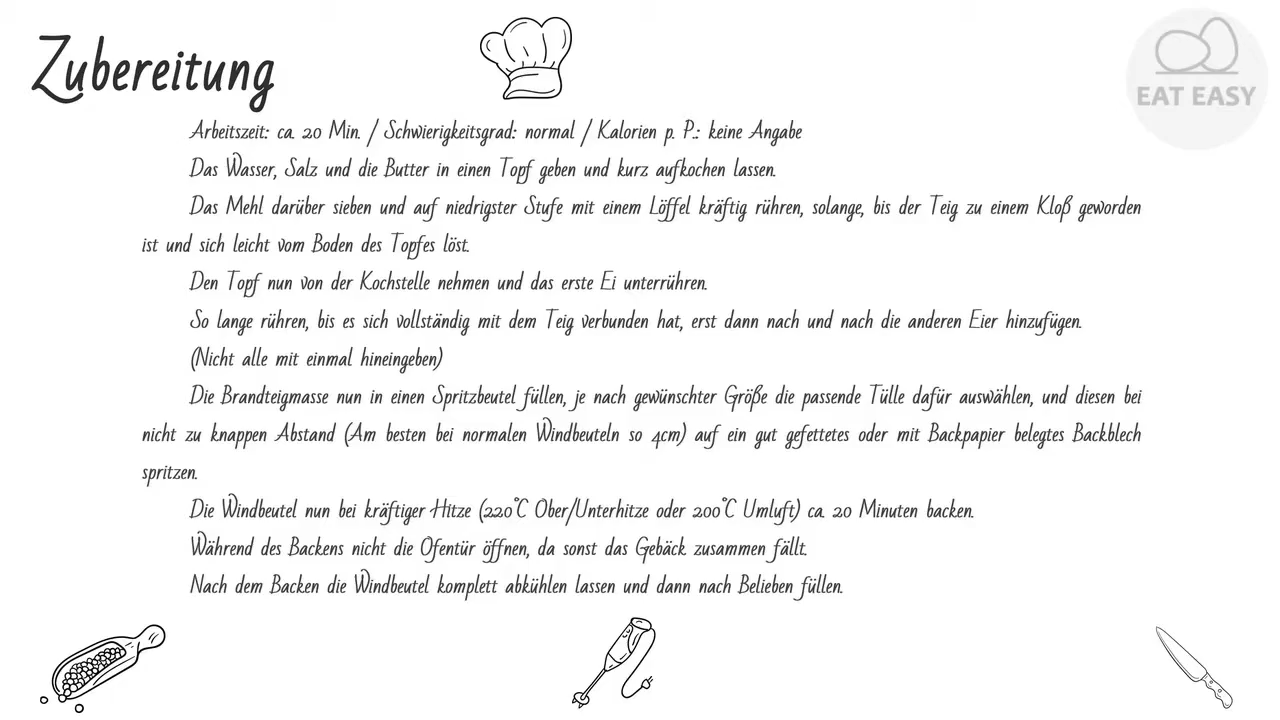 Zubereitung
EAT EASY
Arbeitszeit: ca. 20 Min. / Schwierigkeitsgrad: normal / Kalorien p. P.: keine Angabe
Das Wasser, Salz und die Butter in einen Topf geben und kurz aufkochen lassen.
Das Mehl darüber sieben und auf niedrigster Stufe mit einem Löffel kräftig rühren, solange, bis der Teig zu einem Kloß geworden
ist und sich leicht vom Boden des Topfes löst.
Den Topf nun von der Kochstelle nehmen und das erste Ei unterrühren.
So lange rühren, bis es sich vollständig mit dem Teig verbunden hat, erst dann nach und nach die anderen Eier hinzufügen.
(Nicht alle mit einmal hineingeben)
Die Brandteigmasse nun in einen Spritzbeutel füllen, je nach gewünschter Größe die passende Tülle dafür auswählen, und diesen bei
nicht zu knappen Abstand (Am besten bei normalen Windbeuteln so 4cm) auf ein gut gefettetes oder mit Backpapier belegtes Backblech
spritzen.
Die Windbeutel nun bei kräftiger Hitze (220°C Ober/Unterhitze oder 200°C Umluft) ca. 20 Minuten backen.
Während des Backens nicht die Ofentür öffnen, da sonst das Gebäck zusammen fällt.
Nach dem Backen die Windbeutel komplett abkühlen lassen und dann nach Belieben füllen.